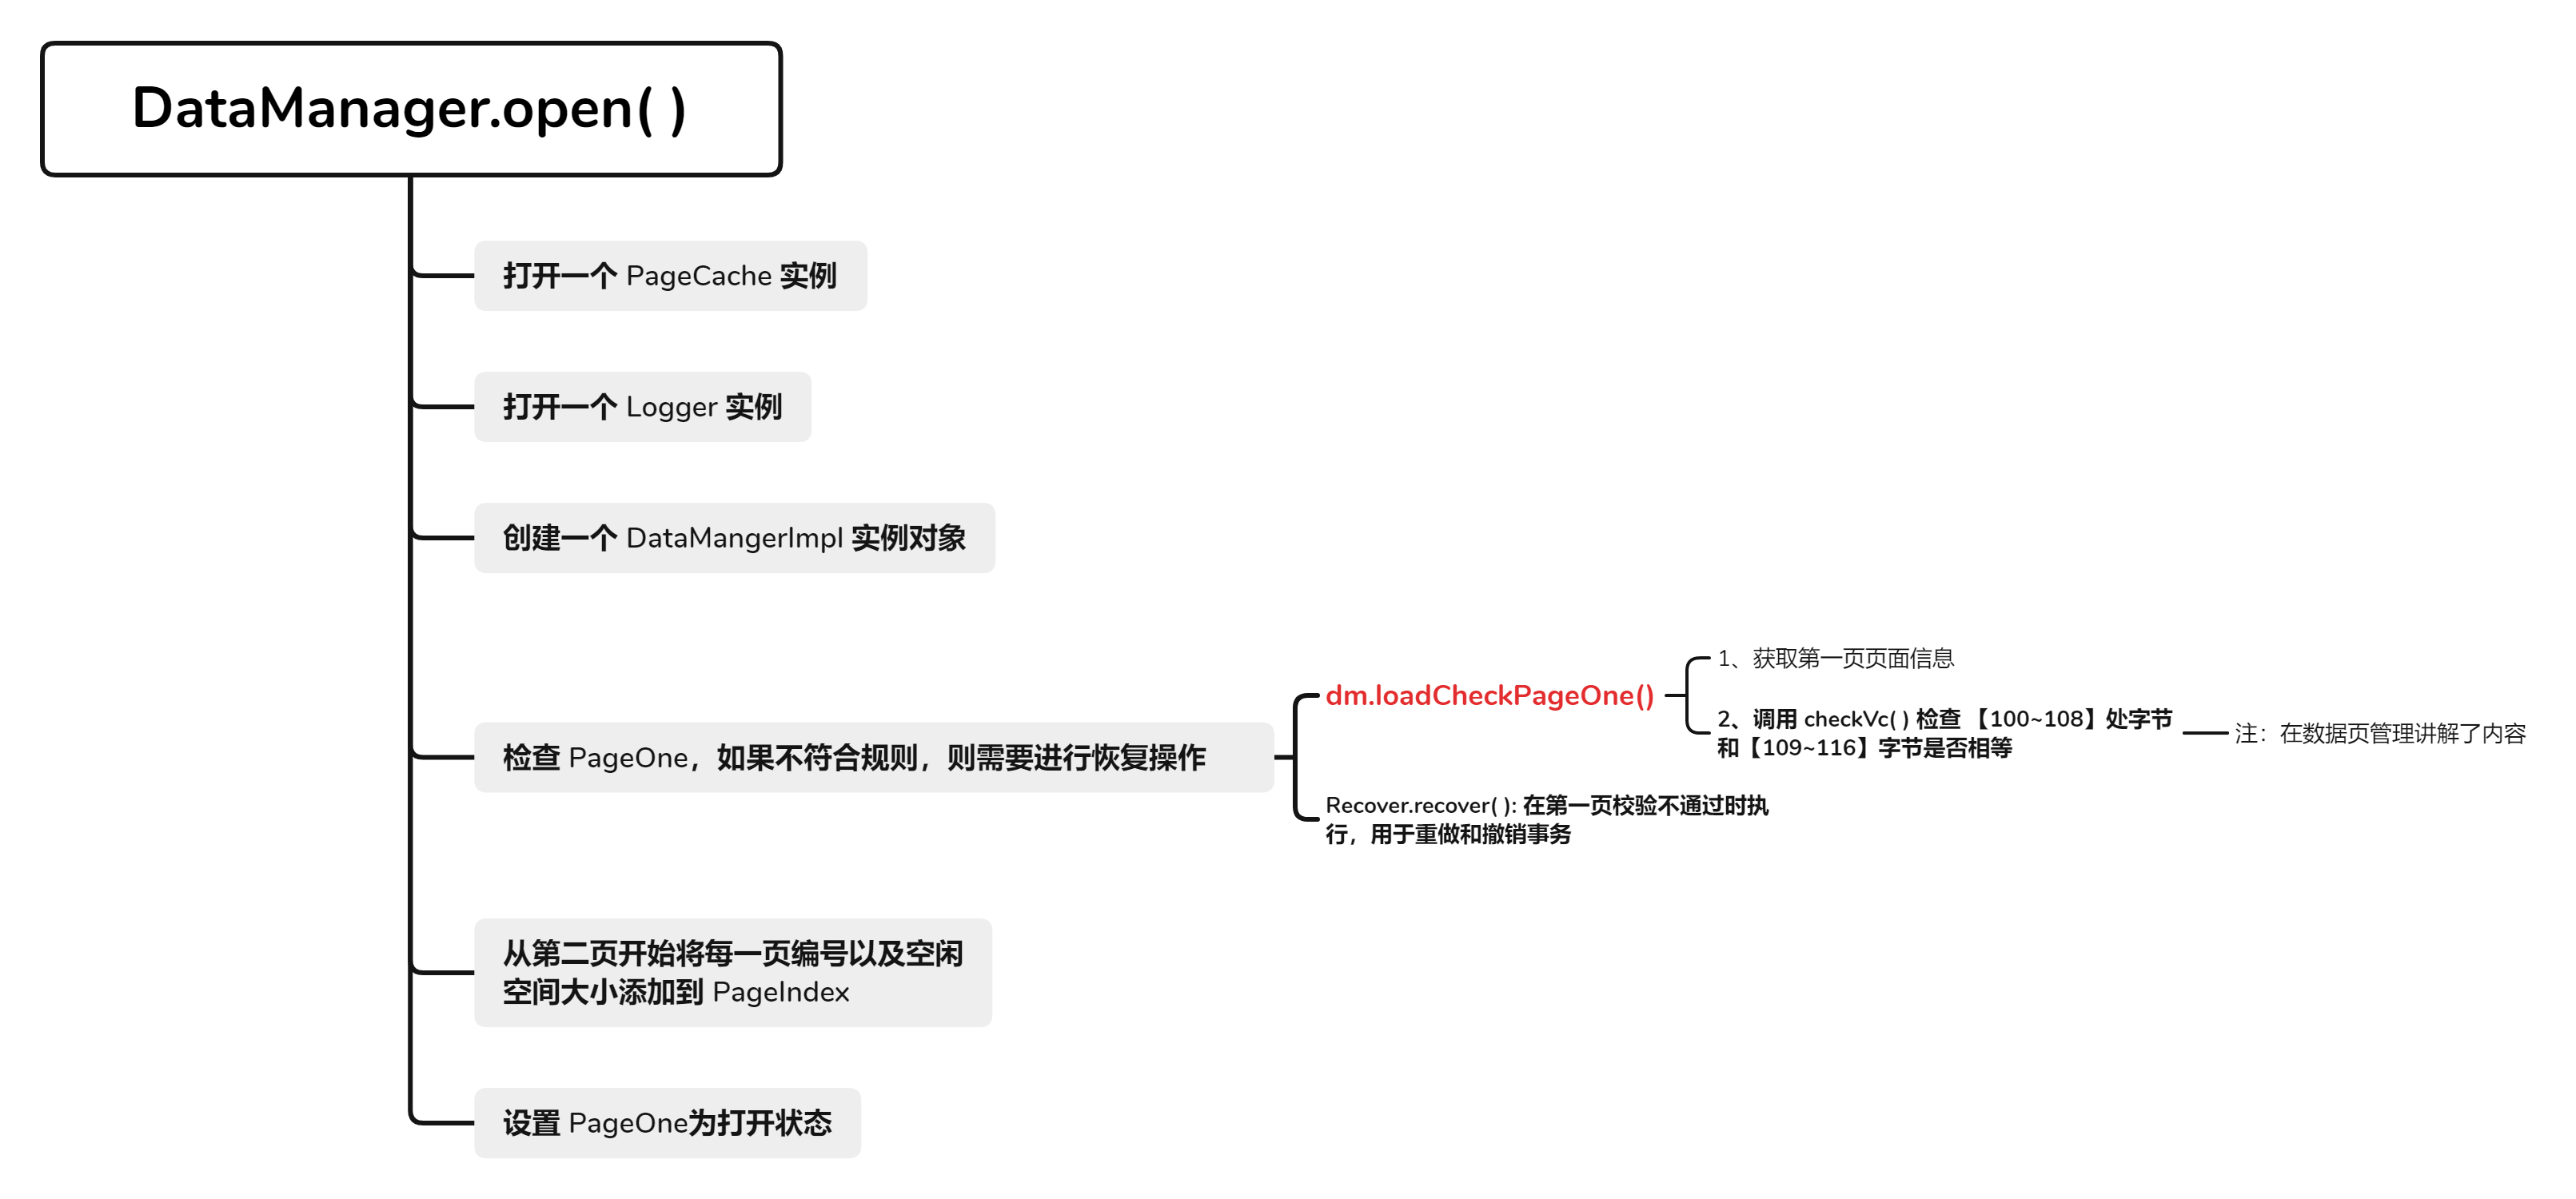 DataManager.open( )
打开一个 PageCache 实例
打开一个 Logger 实例
创建一个 DataMangerImpl 实例对象
检查 PageOne，如果不符合规则，则需要进行恢复操作
dm.loadCheckPageOne()
1、获取第一页页面信息
2、调用 checkVc( ) 检查 【100~108】处字节
和【109~116】字节是否相等
注：在数据页管理讲解了内容
Recover.recover( ): 在第一页校验不通过时执
行，用于重做和撤销事务
从第二页开始将每一页编号以及空闲
空间大小添加到 PageIndex
设置 PageOne为打开状态